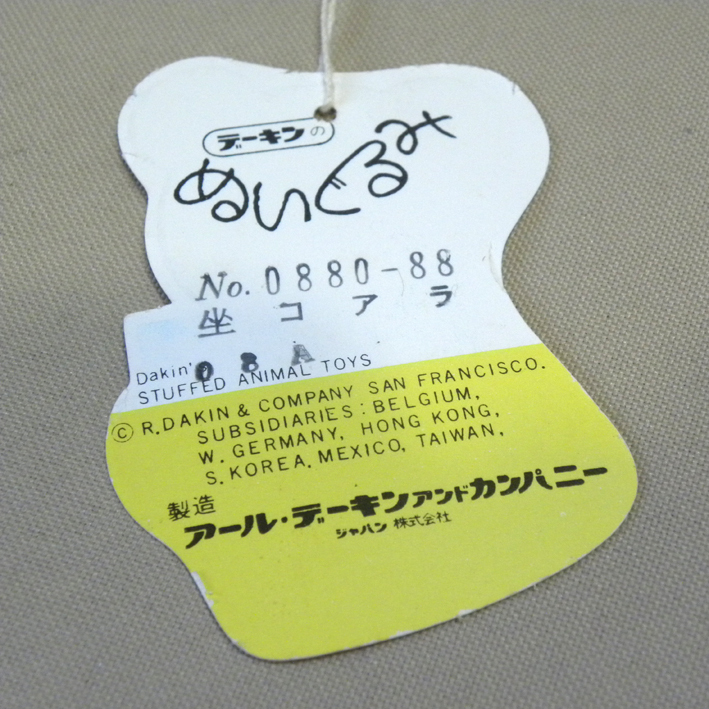 デーキンの
ぬいぐるみ
No. 0880-88
坐コアラ
08A
Dakin's
STUFFED ANIMAL TOYS
© R.DAKIN & COMPANY SAN FRANCISCO.
SUBSIDIARIES : BELGIUM,
W. GERMANY, HONG KONG,
S. KOREA. MEXICO, TAIWAN,
製造
アール・デーキンアンドカンパニー
ジャパン 株式会社